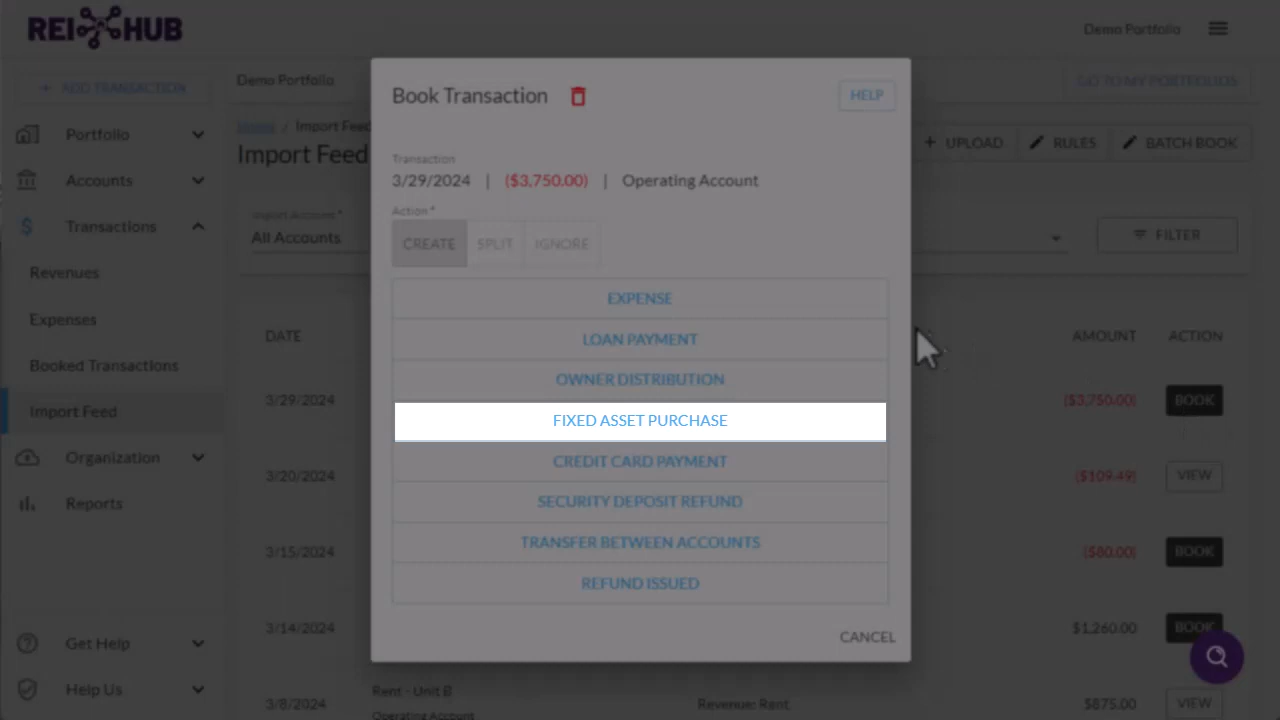 REI HUB
Demo Portfolio
+ ADD TRANSACTION
Demo Portfolio
GO TO MY PORTFOLIOS
Portfolio
Accounts
Transactions
Revenues
Expenses
Booked Transactions
Import Feed
Organization
Reports
Get Help
Help Us
Home / Import Feed
Import Feed
+ UPLOAD
RULES
BATCH BOOK
Import Accounts *
All Accounts
FILTER
Book Transaction
HELP
Transaction
3/29/2024 | ($3,750.00) | Operating Account
Action *
CREATE
SPLIT
IGNORE
EXPENSE
LOAN PAYMENT
OWNER DISTRIBUTION
FIXED ASSET PURCHASE
CREDIT CARD PAYMENT
SECURITY DEPOSIT REFUND
TRANSFER BETWEEN ACCOUNTS
REFUND ISSUED
CANCEL
DATE
AMOUNT
ACTION
3/29/2024
($3,750.00)
BOOK
3/20/2024
($109.49)
VIEW
3/15/2024
($80.00)
BOOK
3/14/2024
$1,260.00
BOOK
3/8/2024
Rent - Unit B
Operating Account
Revenue: Rent
$875.00
VIEW